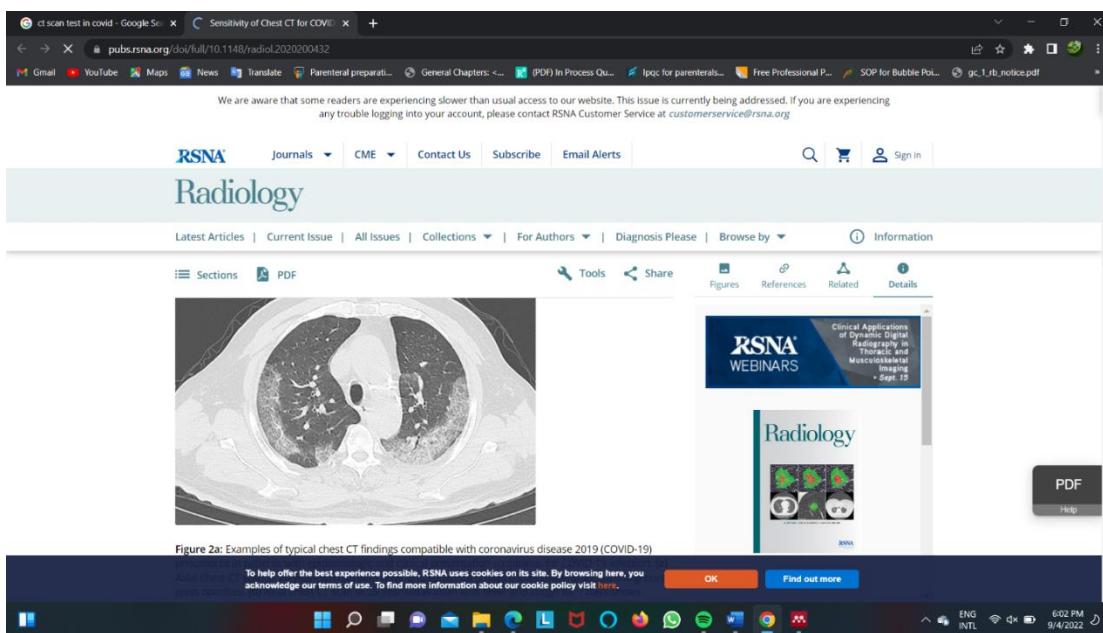 ct scan test in covid - Google Se
Sensitivity of Chest CT for COVID
pubs.rsna.org/doi/full/10.1148/radiol.2020200432
Gmail
YouTube
Maps
News
Translate
Parenteral preparati...
General Chapters: <...
(PDF) In Process Qu...
Ipqc for parenterals...
Free Professional P...
SOP for Bubble Poi...
gc_1_rb_notice.pdf
We are aware that some readers are experiencing slower than usual access to our website. This issue is currently being addressed. If you are experiencing
any trouble logging into your account, please contact RSNA Customer Service at customerservice@rsna.org
RSNA
Journals
CME
Contact Us
Subscribe
Email Alerts
Sign in
Radiology
Latest Articles | Current Issue | All Issues | Collections | For Authors | Diagnosis Please | Browse by
Information
Sections
PDF
Tools
Share
Figures
References
Related
Details
RSNA
WEBINARS
Clinical Applications
of Dynamic Digital
Radiography in
Thoracic and
Musculoskeletal
Imaging
• Sept. 15
Radiology
RSNA
PDF
Help
Figure 2a: Examples of typical chest CT findings compatible with coronavirus disease 2019 (COVID-19)
To help offer the best experience possible, RSNA uses cookies on its site. By browsing here, you
acknowledge our terms of use. To find more information about our cookie policy visit here.
OK
Find out more
ENG
INTL
6:02 PM
9/4/2022